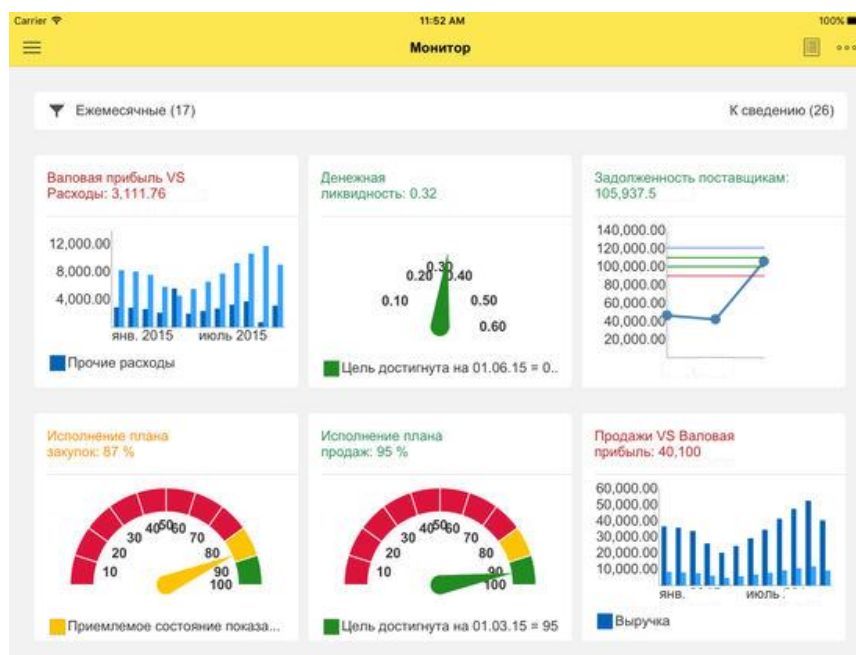 Carrier 11:52 AM 100%
Монитор
Ежемесячные (17) К сведению (26)
Валовая прибыль VS
Расходы: 3,111.76
12,000.00
8,000.00
4,000.00
янв. 2015 июль 2015
Прочие расходы
Денежная
ликвидность: 0.32
0.10
0.20
0.30
0.40
0.50
0.60
Цель достигнута на 01.06.15 = 0..
Задолженность поставщикам:
105,937.5
140,000.00
120,000.00
100,000.00
80,000.00
60,000.00
40,000.00
20,000.00
Исполнение плана
закупок: 87 %
10
20
30
40
50
60
70
80
90
100
Приемлемое состояние показа...
Исполнение плана
продаж: 95 %
10
20
30
40
50
60
70
80
90
100
Цель достигнута на 01.03.15 = 95
Продажи VS Валовая
прибыль: 40,100
60,000.00
50,000.00
40,000.00
30,000.00
20,000.00
10,000.00
янв. июль
Выручка